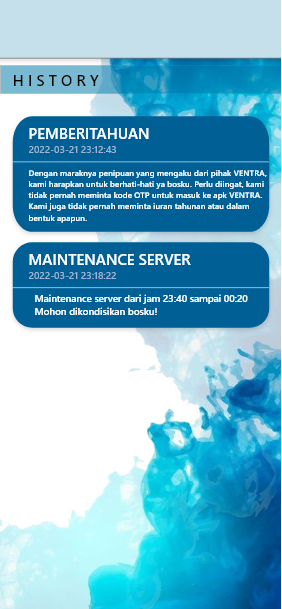 HISTORY
PEMBERITAHUAN
2022-03-21 23:12:43
Dengan maraknya penipuan yang mengaku dari pihak VENTRA,
kami harapkan untuk berhati-hati ya bosku. Perlu diingat, kami
tidak pernah meminta kode OTP untuk masuk ke apk VENTRA.
Kami juga tidak pernah meminta iuran tahunan atau dalam
bentuk apapun.
MAINTENANCE SERVER
2022-03-21 23:18:22
Maintenance server dari jam 23:40 sampai 00:20
Mohon dikondisikan bosku!